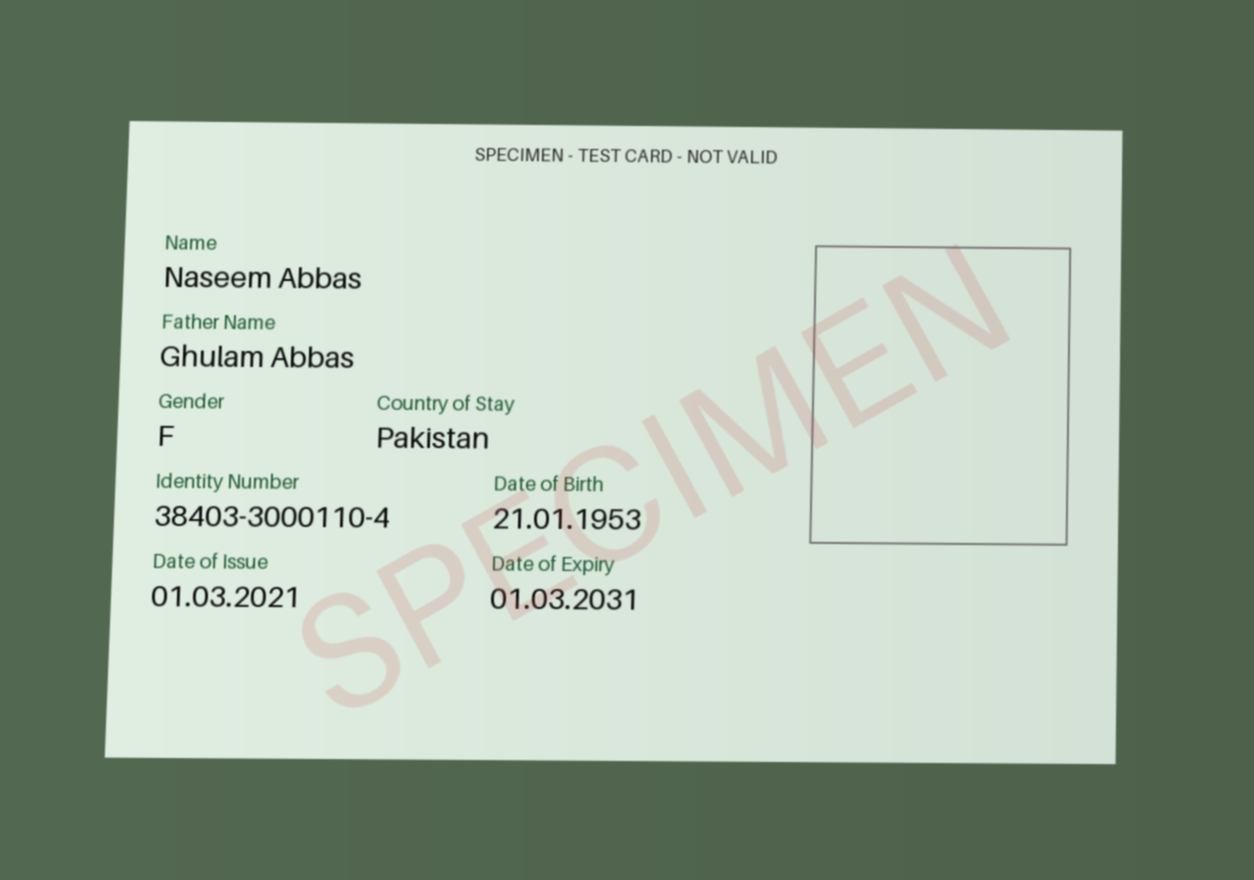 SPECIMEN - TEST CARD - NOT VALID
Name
Naseem Abbas
Father Name
Ghulam Abbas
Gender Country of Stay
F Pakistan
Identity Number Date of Birth
38403-3000110-4 21.01.1953
Date of Issue Date of Expiry
01.03.2021 01.03.2031
SPECIMEN